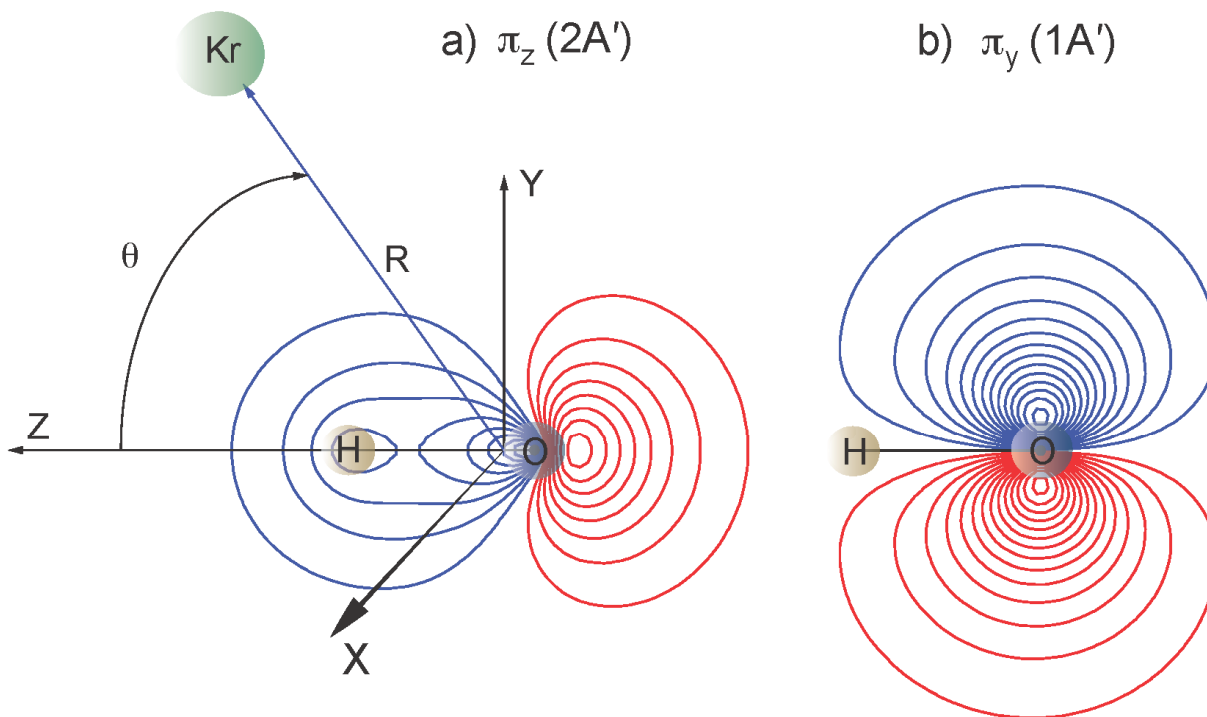 Kr
a) πz (2A′)
b) πy (1A′)
Y
θ
R
Z
H
O
H
O
X